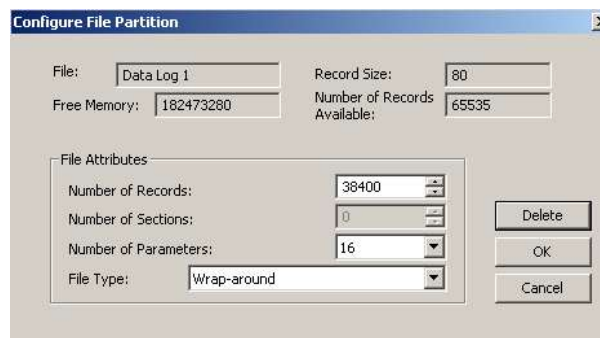 Configure File Partition
File: Data Log 1 Record Size: 80
Free Memory: 182473280 Number of Records Available: 65535
File Attributes
Number of Records: 38400
Number of Sections: 0
Number of Parameters: 16
File Type: Wrap-around
Delete
OK
Cancel